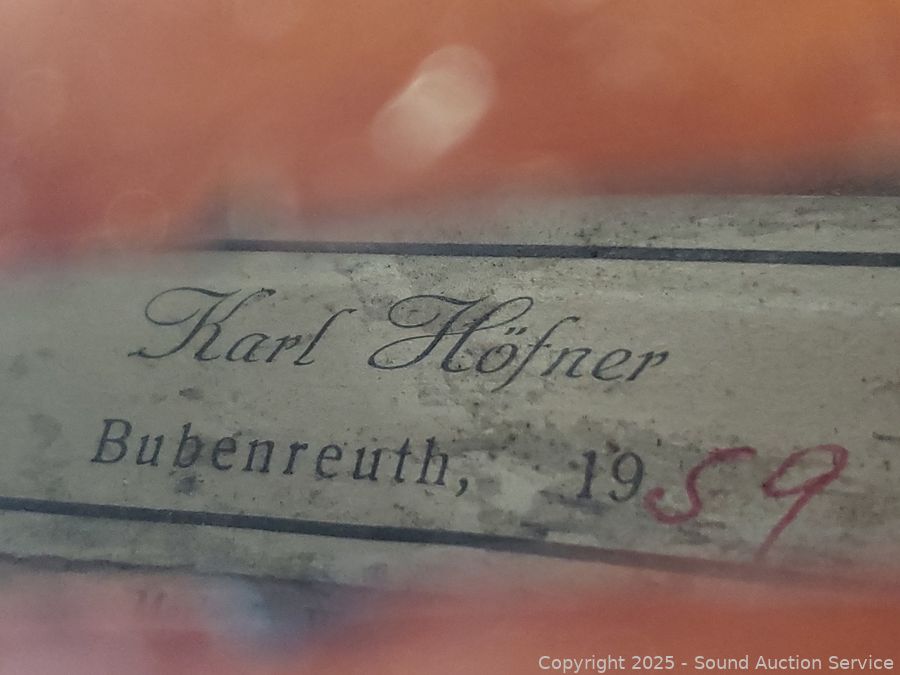 Karl Höfner
Bubenreuth, 1959
Copyright 2025 - Sound Auction Service